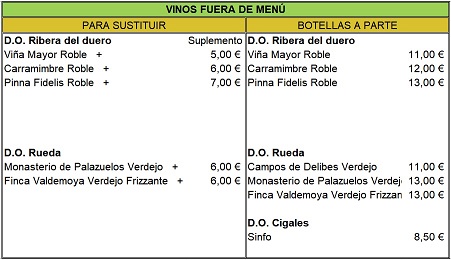 VINOS FUERA DE MENÚ
PARA SUSTITUIR
D.O. Ribera del duero Suplemento
Viña Mayor Roble + 5,00 €
Carramimbre Roble + 6,00 €
Pinna Fidelis Roble + 7,00 €
D.O. Rueda
Monasterio de Palazuelos Verdejo + 6,00 €
Finca Valdemoya Verdejo Frizzante + 6,00 €
BOTELLAS A PARTE
D.O. Ribera del duero
Viña Mayor Roble 11,00 €
Carramimbre Roble 12,00 €
Pinna Fidelis Roble 13,00 €
D.O. Rueda
Campos de Delibes Verdejo 11,00 €
Monasterio de Palazuelos Verdej 13,00 €
Finca Valdemoya Verdejo Frizzan 13,00 €
D.O. Cigales
Sinfo 8,50 €